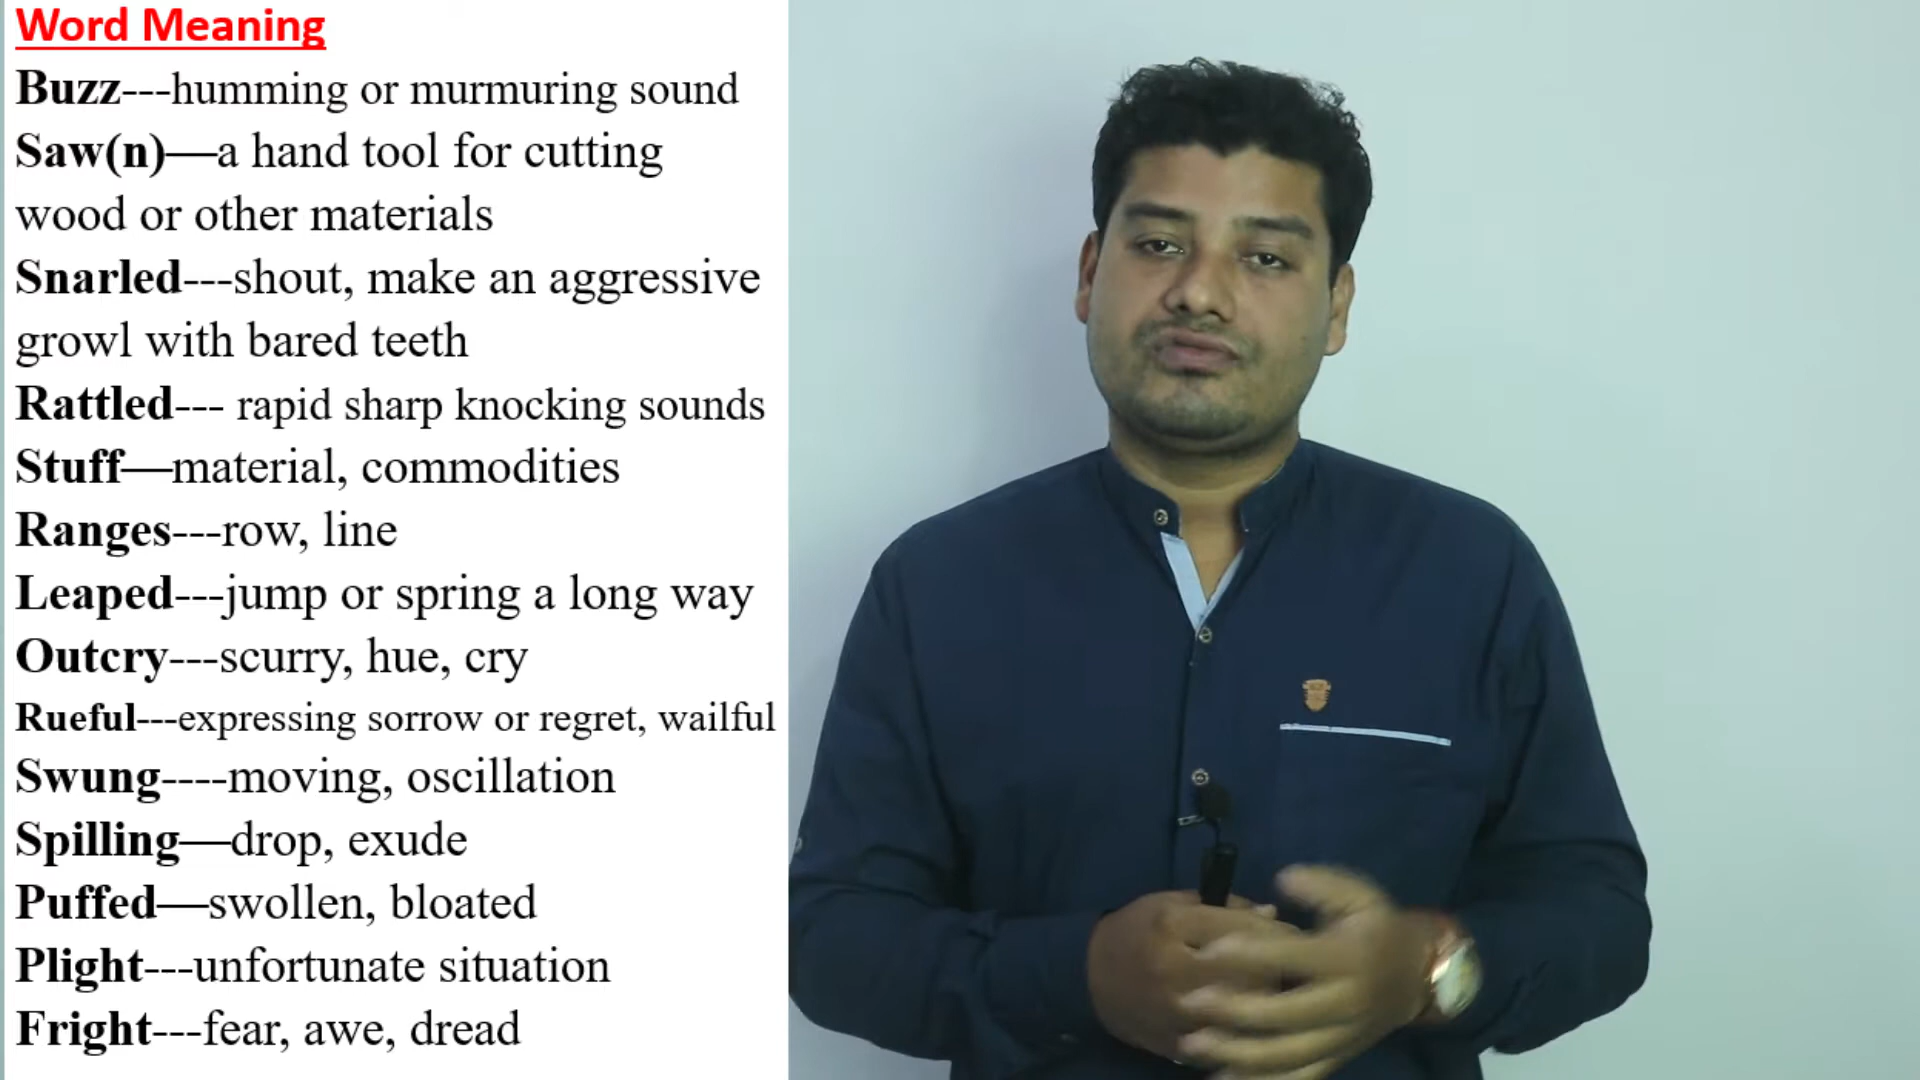 Word Meaning
Buzz---humming or murmuring sound
Saw(n)—a hand tool for cutting
wood or other materials
Snarled---shout, make an aggressive
growl with bared teeth
Rattled--- rapid sharp knocking sounds
Stuff—material, commodities
Ranges---row, line
Leaped---jump or spring a long way
Outcry---scurry, hue, cry
Rueful---expressing sorrow or regret, wailful
Swung----moving, oscillation
Spilling—drop, exude
Puffed—swollen, bloated
Plight---unfortunate situation
Fright---fear, awe, dread